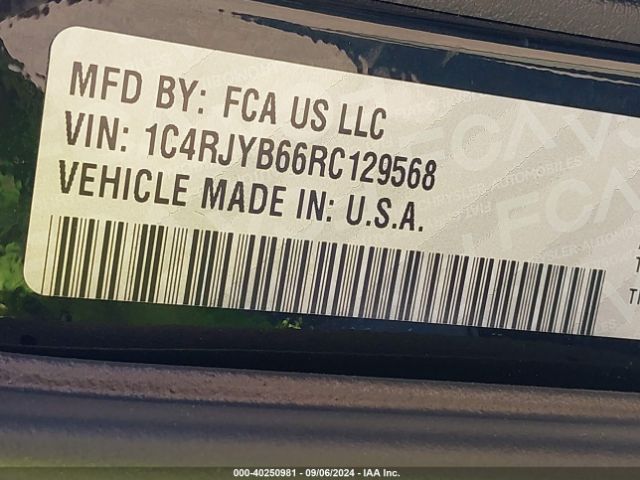 MFD BY: FCA US LLC
VIN: 1C4RJYB66RC129568
VEHICLE MADE IN: U.S.A.
000-40250981 - 09/06/2024 - IAA Inc.